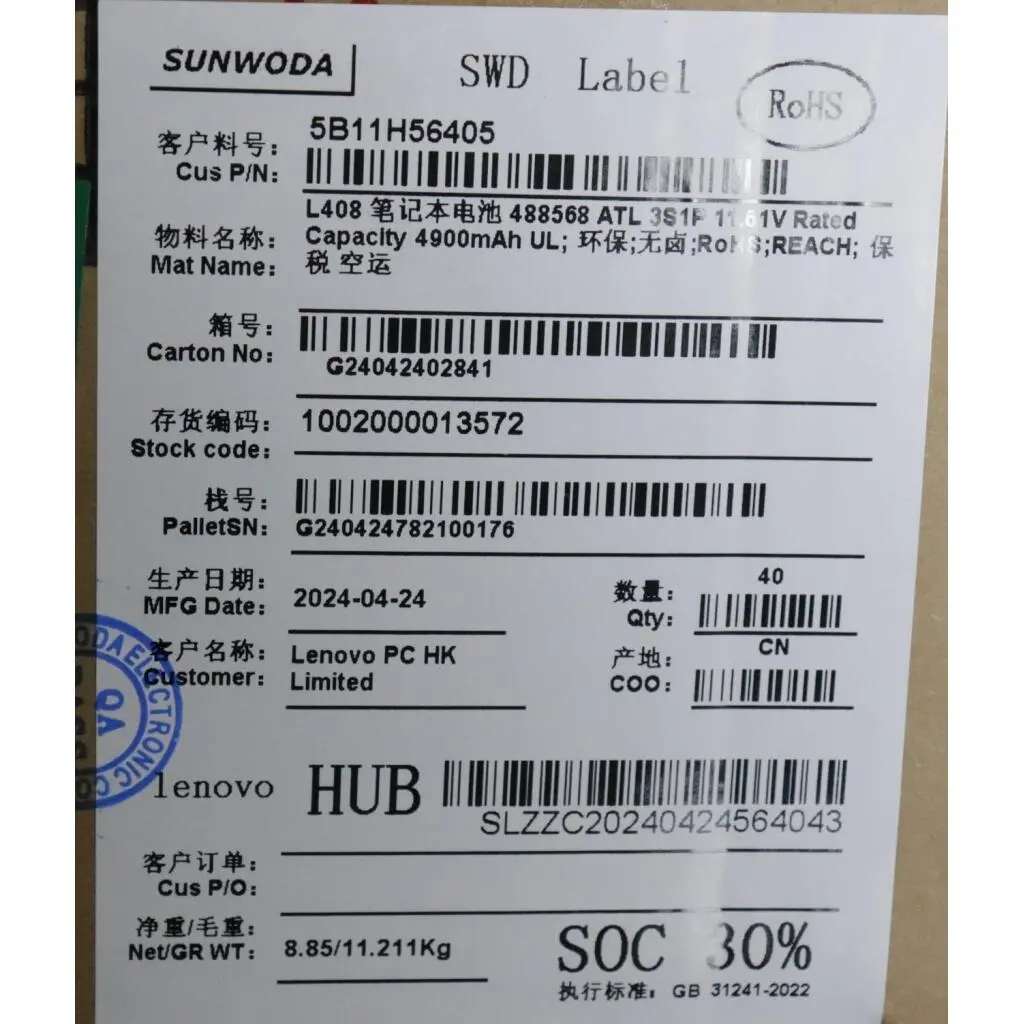 SUNWODA
SWD Label
RoHS
客户料号: 5B11H56405
Cus P/N:
物料名称: L408 笔记本电池 488568 ATL 3S1P 11.61V Rated
Mat Name: Capacity 4900mAh UL; 环保;无卤;RoHS;REACH; 保
税 空运
箱号:
Carton No: G24042402841
存货编码: 1002000013572
Stock code:
栈号:
PalletSN: G240424782100176
生产日期: 2024-04-24
MFG Date:
数量: 40
Qty:
客户名称: Lenovo PC HK
Customer: Limited
产地: CN
COO:
ODA ELECTRONIC CO
QA
lenovo HUB
SLZZC20240424564043
客户订单:
Cus P/O:
净重/毛重:
Net/GR WT: 8.85/11.211Kg
SOC 30%
执行标准: GB 31241-2022